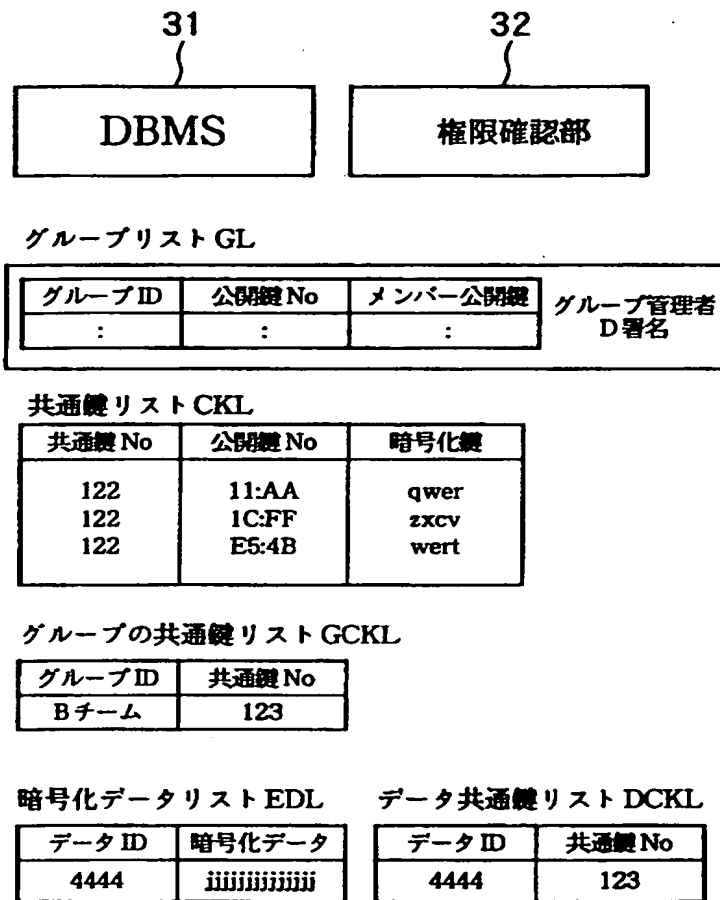 31 32
DBMS 権限確認部
グループリスト GL
グループ ID 公開鍵 No メンバー公開鍵 グループ管理者
: : : D 署名
共通鍵リスト CKL
共通鍵 No 公開鍵 No 暗号化鍵
122 11:AA qwer
122 1C:FF zxcv
122 E5:4B wert
グループの共通鍵リスト GCKL
グループ ID 共通鍵 No
Bチーム 123
暗号化データリスト EDL データ共通鍵リスト DCKL
データ ID 暗号化データ データ ID 共通鍵 No
4444 jjjjjjjjjjjjjj 4444 123